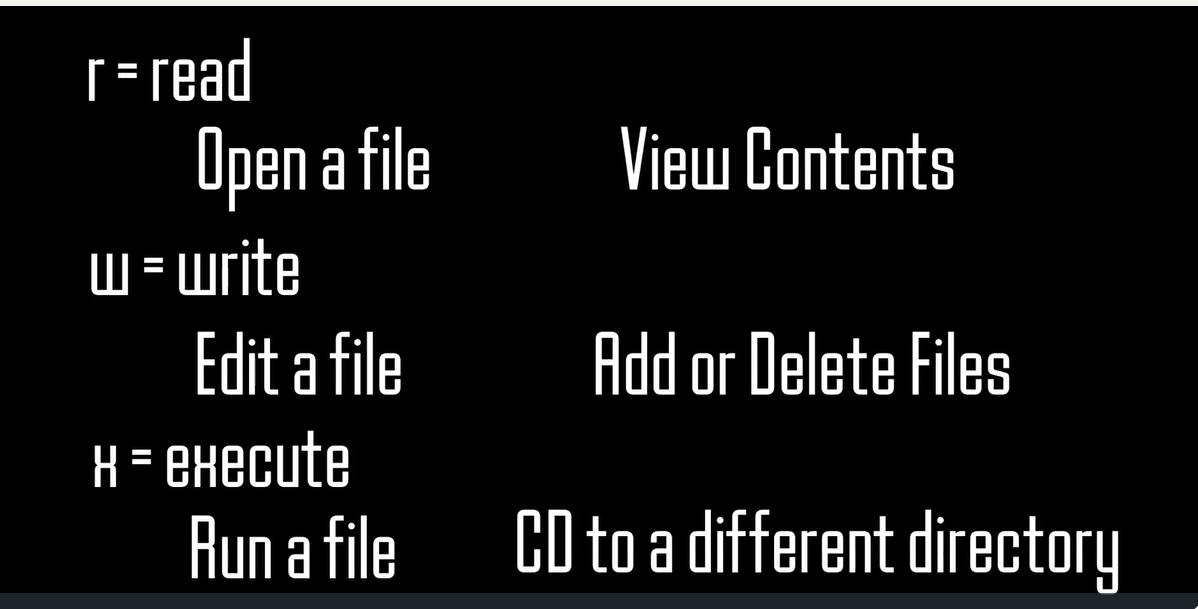 r = read
Open a file View Contents
w = write
Edit a file Add or Delete Files
x = execute
Run a file CD to a different directory